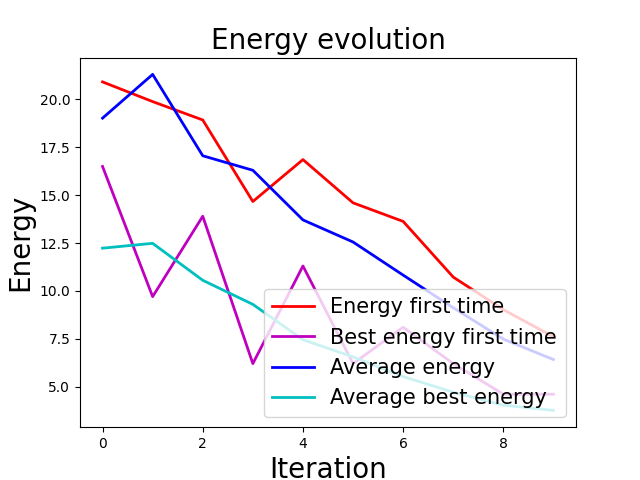 Energy evolution
Energy
20.0
17.5
15.0
12.5
10.0
7.5
5.0
Energy first time
Best energy first time
Average energy
Average best energy
0 2 4 6 8
Iteration